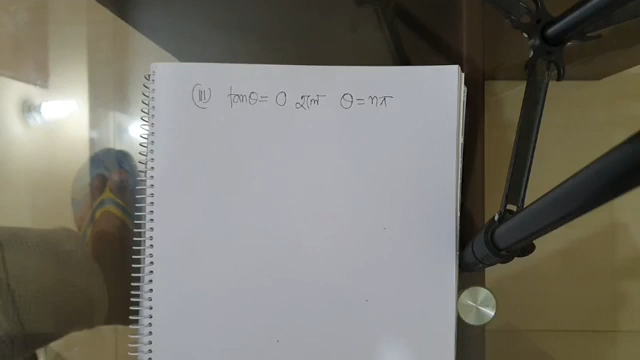 (iii) tanθ = 0 হলে θ = nπ